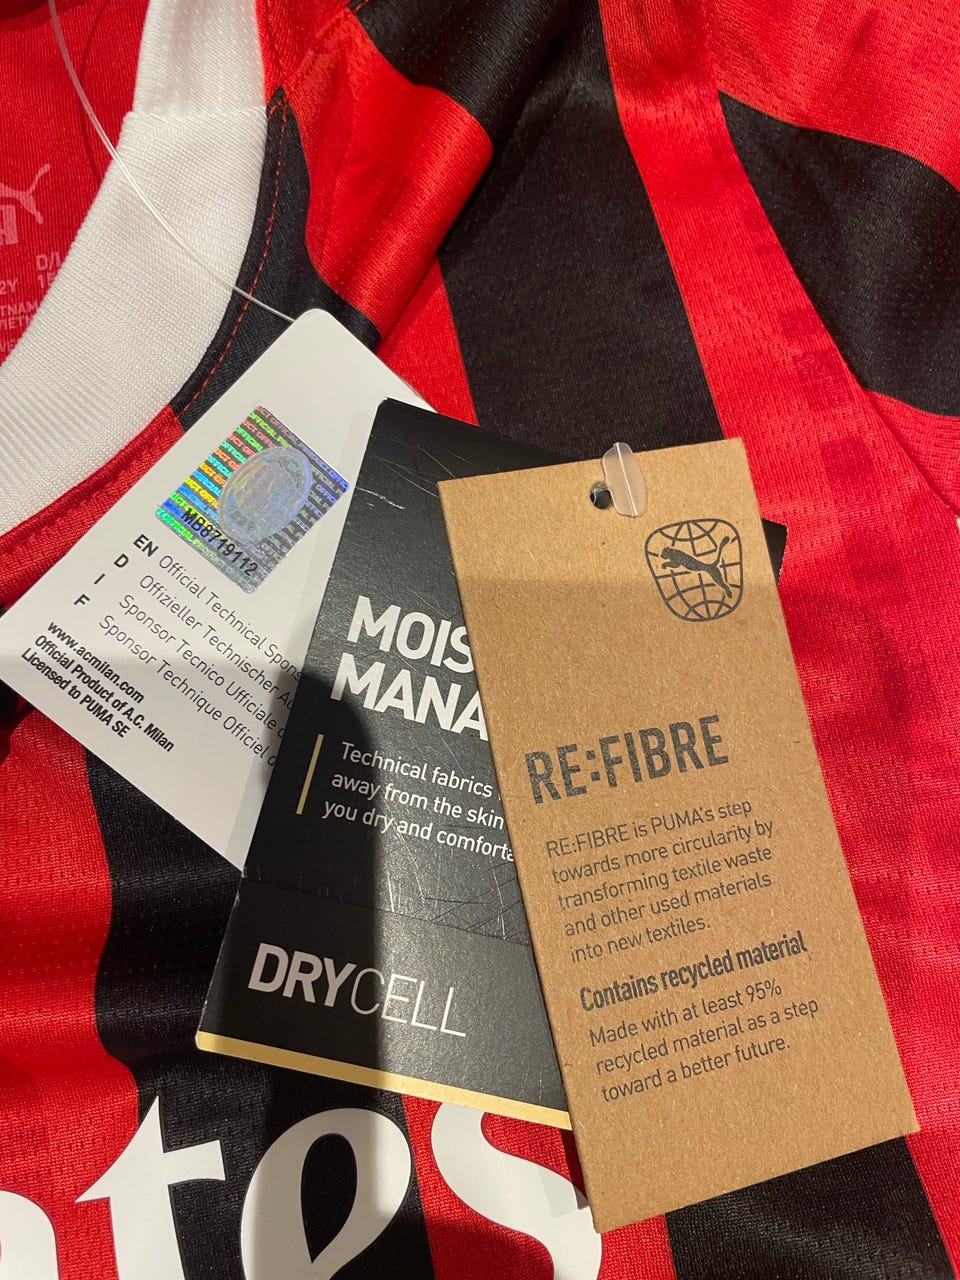 MB8719112
EN Official Technical Spons
D Offizieller Technischer
I Sponsor Tecnico Ufficiale
F Sponsor Technique Officiel
www.acmilan.com
Official Product of A.C. Milan
Licensed to PUMA SE
MOIS
MANA
Technical fabrics
away from the skin
you dry and comforta
DRYCELL
RE:FIBRE
RE:FIBRE is PUMA's step
towards more circularity by
transforming textile waste
and other used materials
into new textiles.
Contains recycled material
Made with at least 95%
recycled material as a step
toward a better future.
tes